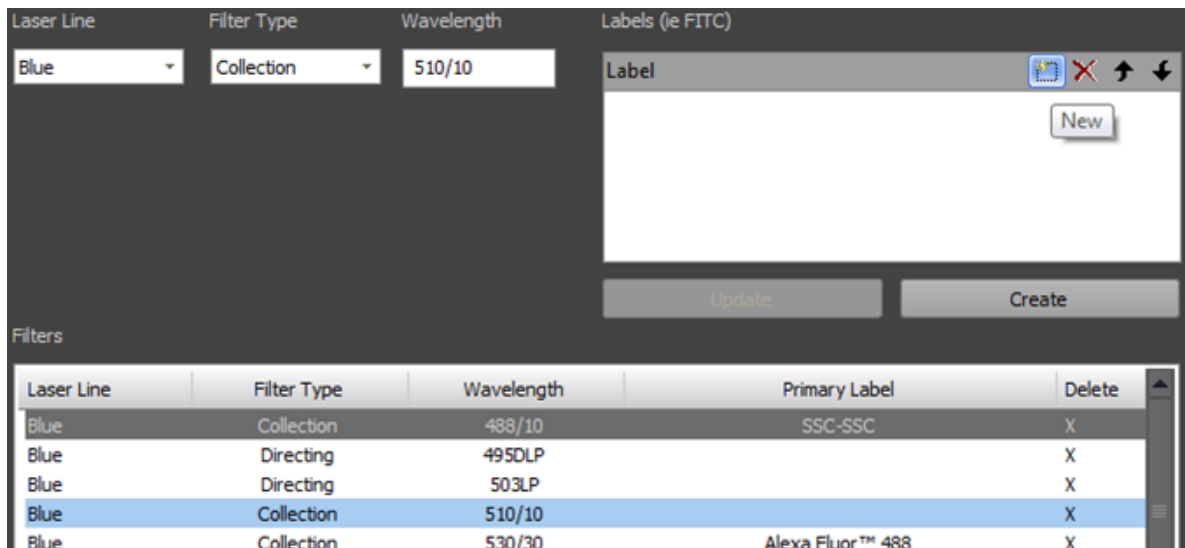 Laser Line Filter Type Wavelength Labels (ie FITC)
Blue Collection 510/10 Label
New
Update Create
Filters
Laser Line Filter Type Wavelength Primary Label Delete
Blue Collection 488/10 SSC-SSC X
Blue Directing 495DLP X
Blue Directing 503LP X
Blue Collection 510/10 X
Blue Collection 530/30 Alexa Fluor™ 488 X